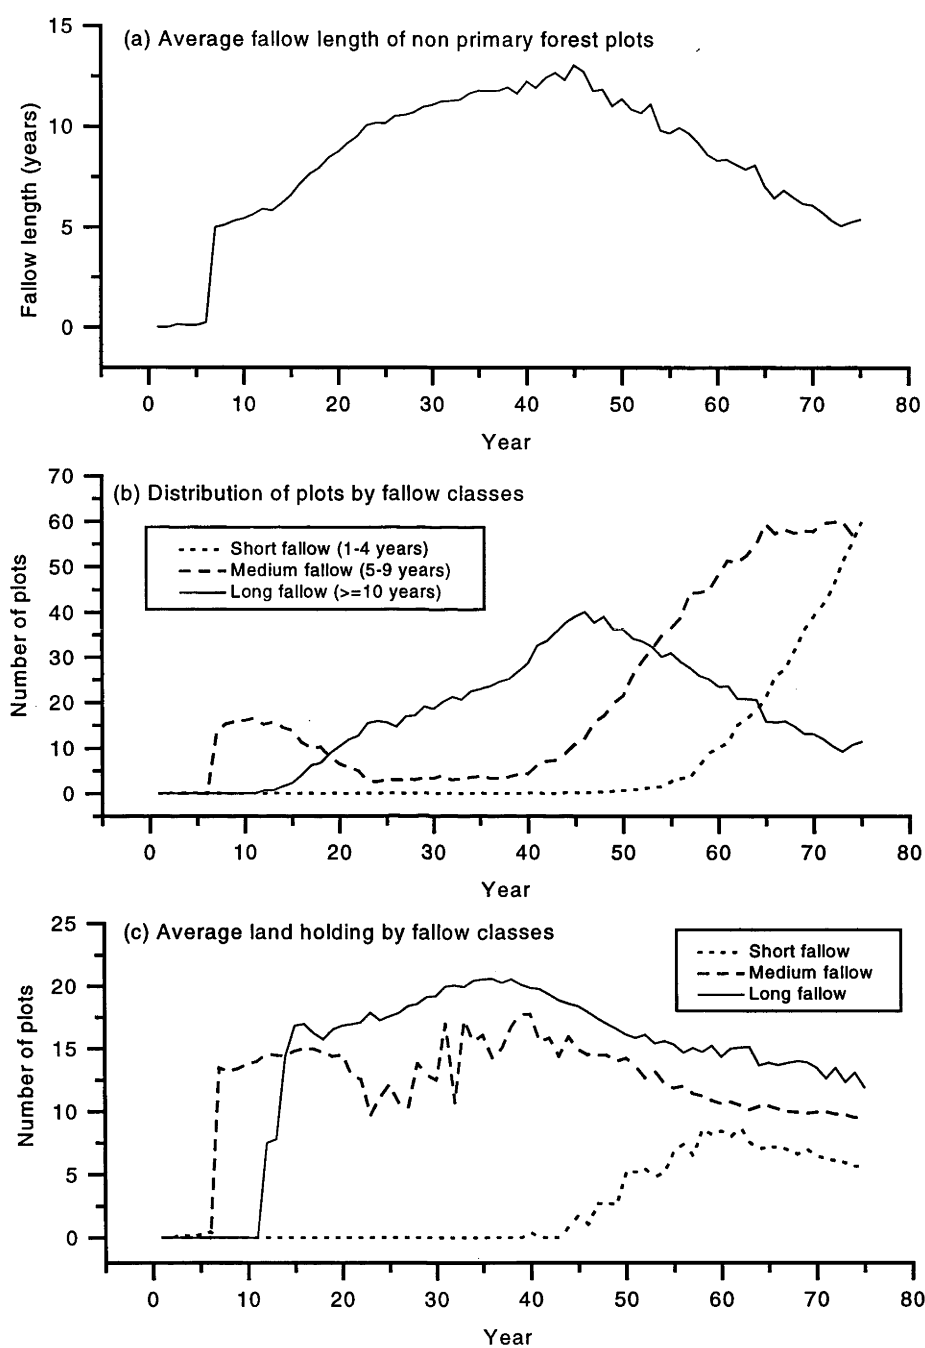 (a) Average fallow length of non primary forest plots
15
10
5
0
Fallow length (years)
0 10 20 30 40 50 60 70 80
Year
(b) Distribution of plots by fallow classes
70
60
50
40
30
20
10
0
Number of plots
Short fallow (1-4 years)
Medium fallow (5-9 years)
Long fallow (>=10 years)
0 10 20 30 40 50 60 70 80
Year
(c) Average land holding by fallow classes
25
20
15
10
5
0
Number of plots
Short fallow
Medium fallow
Long fallow
0 10 20 30 40 50 60 70 80
Year